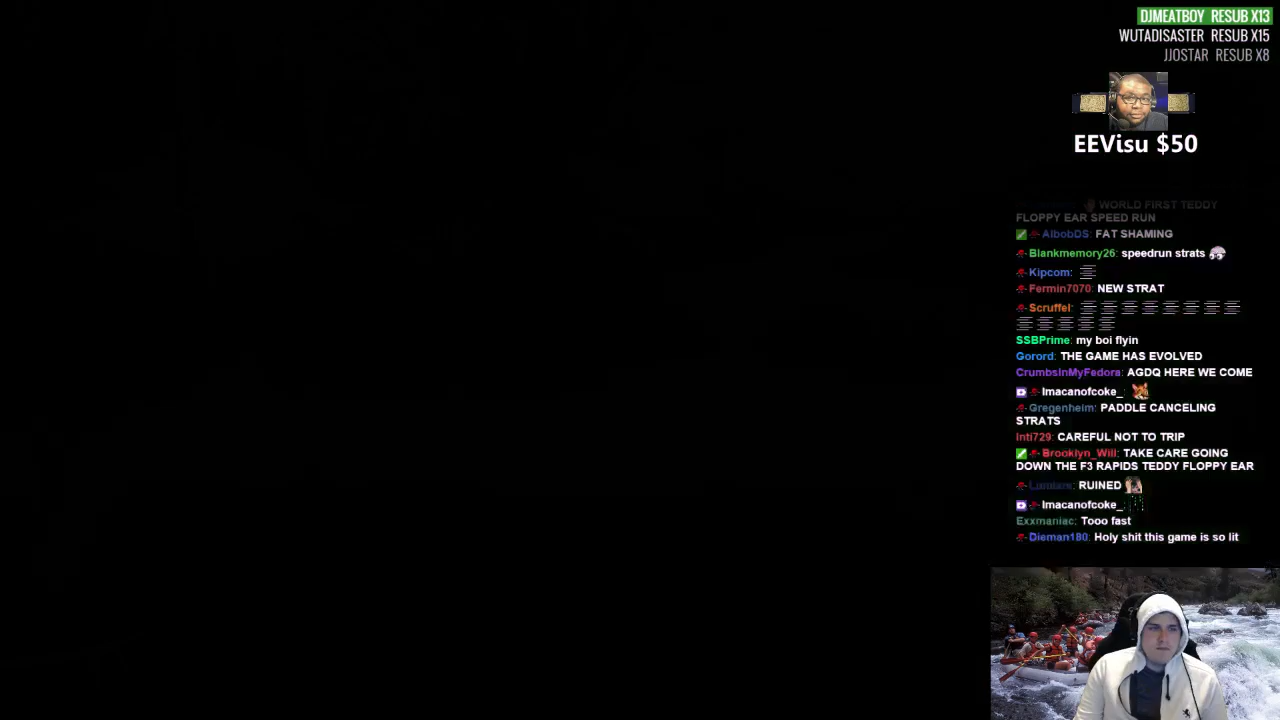 DJMEATBOY RESUB X13
WUTADISASTER RESUB X15
JJOSTAR RESUB X8
EEVisu $50
WORLD FIRST TEDDY
FLOPPY EAR SPEED RUN
AlbobDS: FAT SHAMING
Blankmemory26: speedrun strats
Kipcom:
Fermin7070: NEW STRAT
Scruffel:
SSBPrime: my boi flyin
Gorord: THE GAME HAS EVOLVED
CrumbsinMyFedora: AGDQ HERE WE COME
Imacanofcoke_:
Gregenheim: PADDLE CANCELING
STRATS
Inti729: CAREFUL NOT TO TRIP
Brooklyn_Will: TAKE CARE GOING
DOWN THE F3 RAPIDS TEDDY FLOPPY EAR
RUINED
Imacanofcoke_:
Exxmaniac: Tooo fast
Dieman180: Holy shit this game is so lit